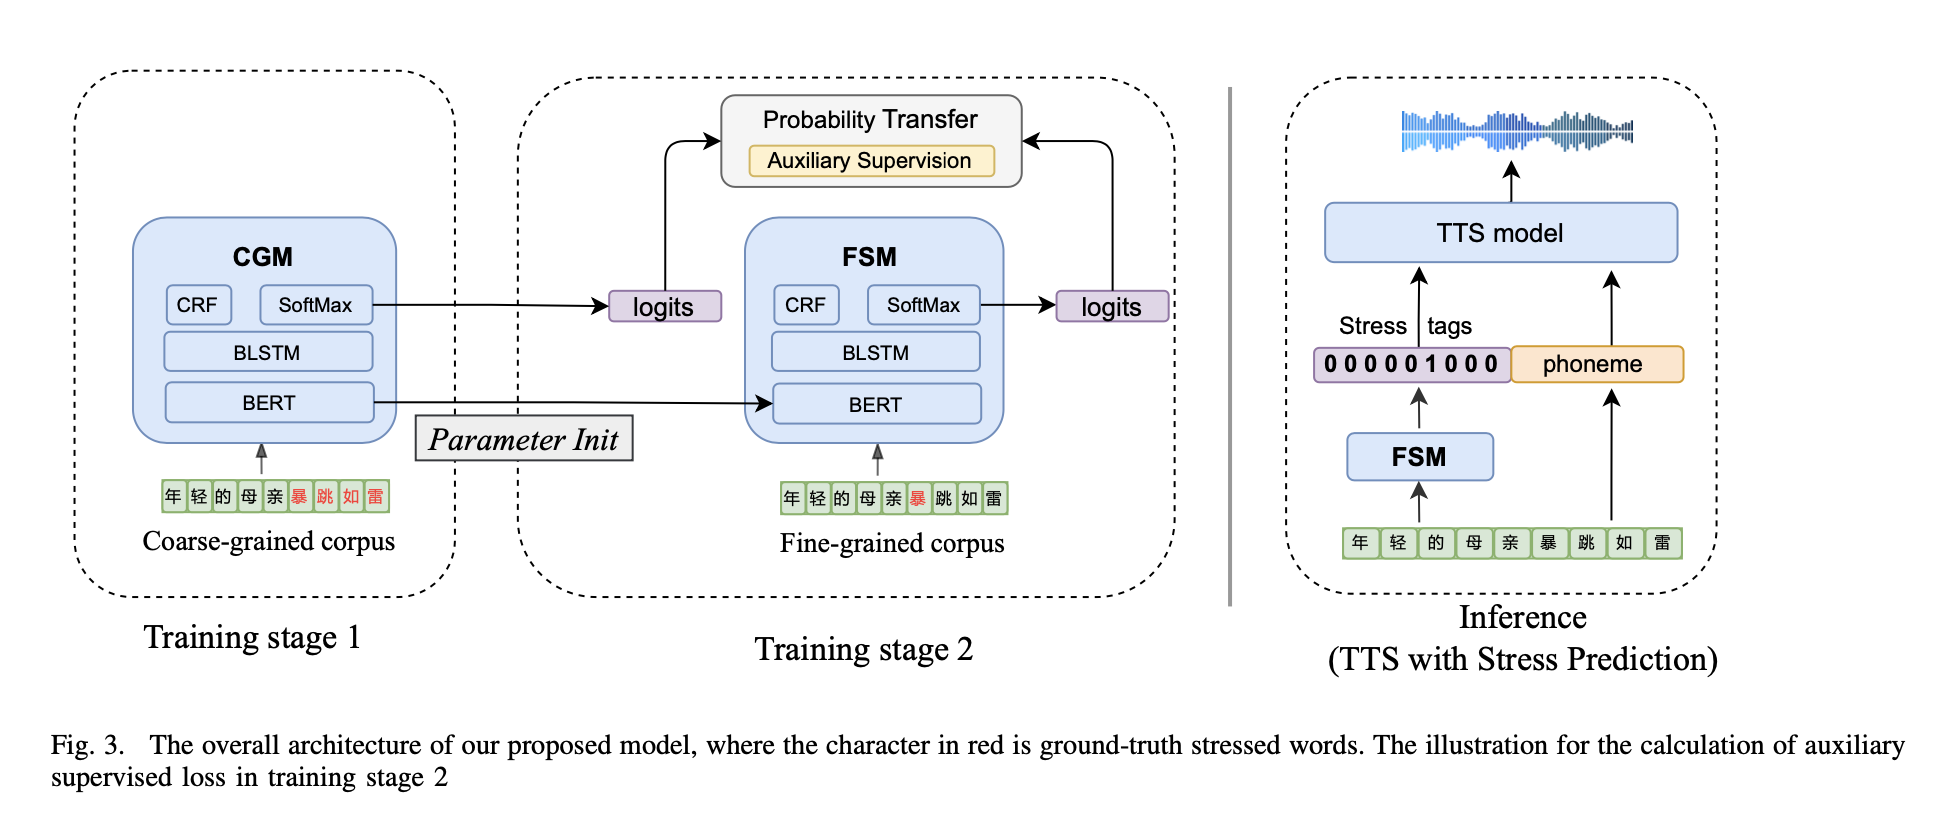 CGM
CRF
SoftMax
BLSTM
BERT
年轻的母亲暴跳如雷
Coarse-grained corpus
Training stage 1
Parameter Init
Probability Transfer
Auxiliary Supervision
logits
FSM
CRF
SoftMax
BLSTM
BERT
logits
年轻的母亲暴跳如雷
Fine-grained corpus
Training stage 2
TTS model
Stress tags
0 0 0 0 0 1 0 0 0
phoneme
FSM
年轻的母亲暴跳如雷
Inference
(TTS with Stress Prediction)
Fig. 3. The overall architecture of our proposed model, where the character in red is ground-truth stressed words. The illustration for the calculation of auxiliary
supervised loss in training stage 2